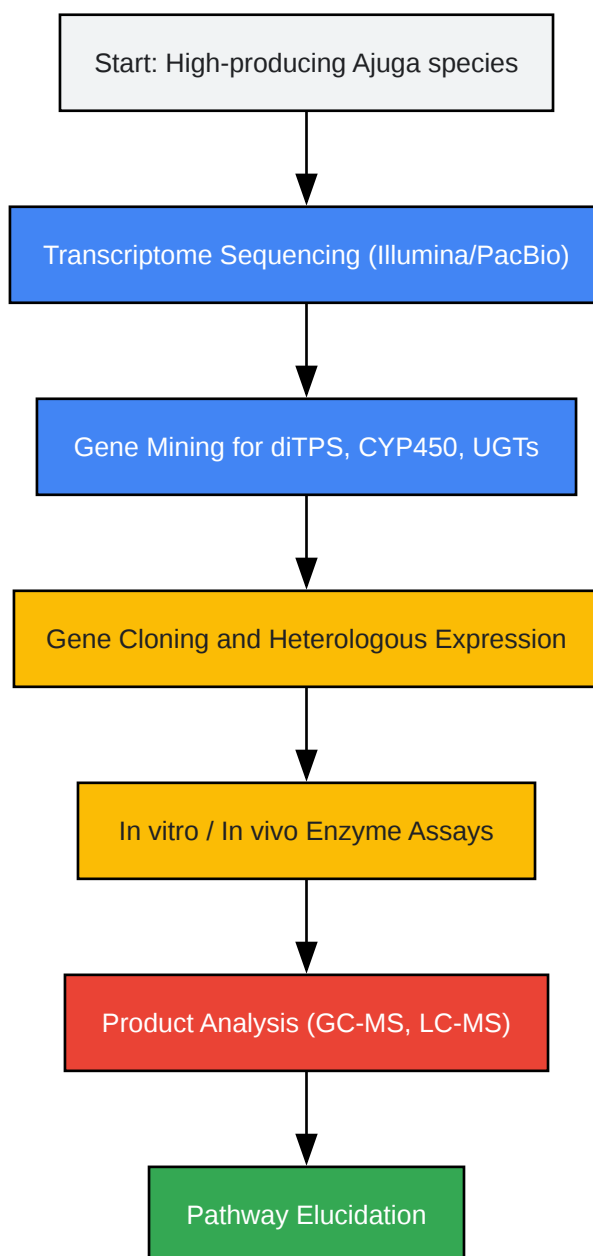 Start: High-producing Ajuga species
Transcriptome Sequencing (Illumina/PacBio)
Gene Mining for diTPS, CYP450, UGTs
Gene Cloning and Heterologous Expression
In vitro / In vivo Enzyme Assays
Product Analysis (GC-MS, LC-MS)
Pathway Elucidation